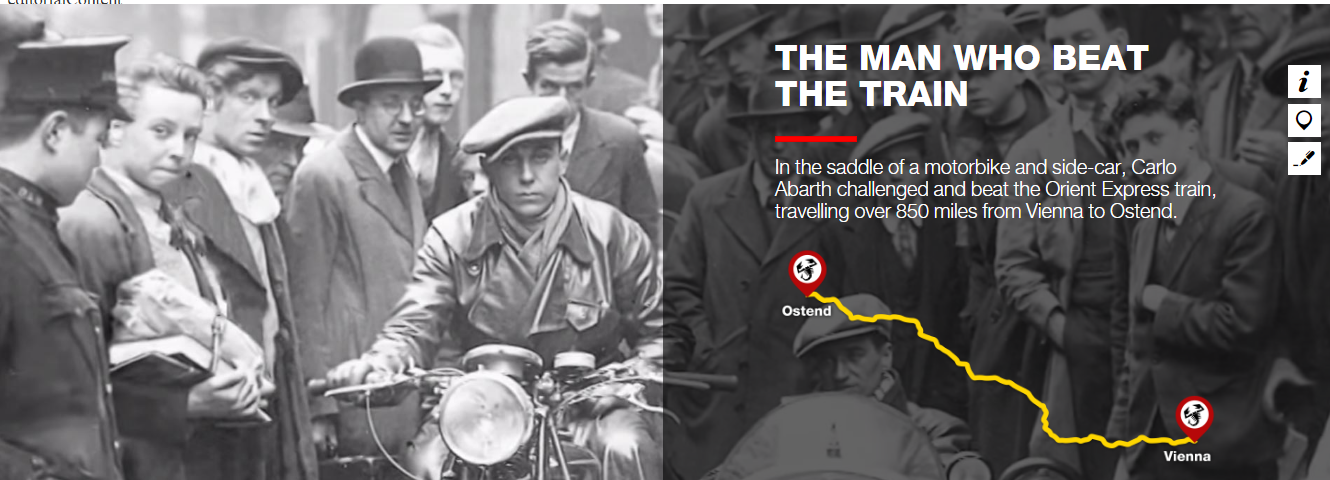 THE MAN WHO BEAT
THE TRAIN
In the saddle of a motorbike and side-car, Carlo
Abarth challenged and beat the Orient Express train,
travelling over 850 miles from Vienna to Ostend.
Ostend
Vienna